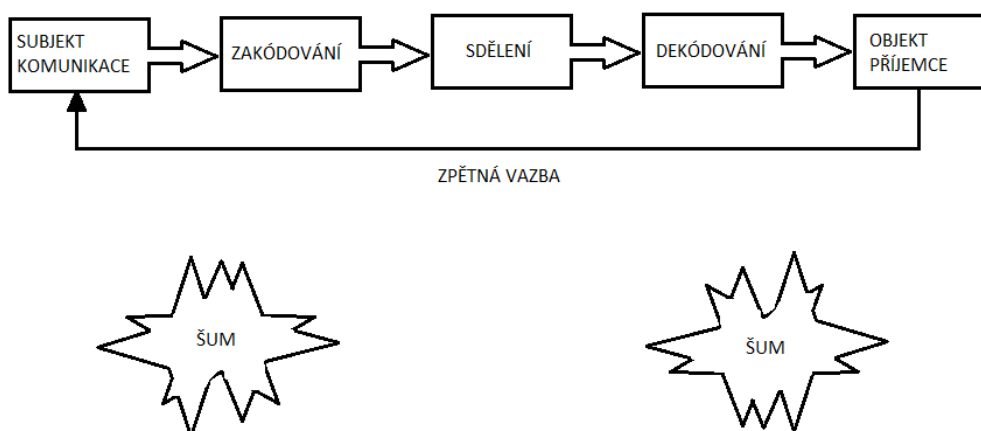 SUBJEKT
KOMUNIKACE
ZAKÓDOVÁNÍ
SDĚLENÍ
DEKÓDOVÁNÍ
OBJEKT
PŘÍJEMCE
ZPĚTNÁ VAZBA
ŠUM
ŠUM